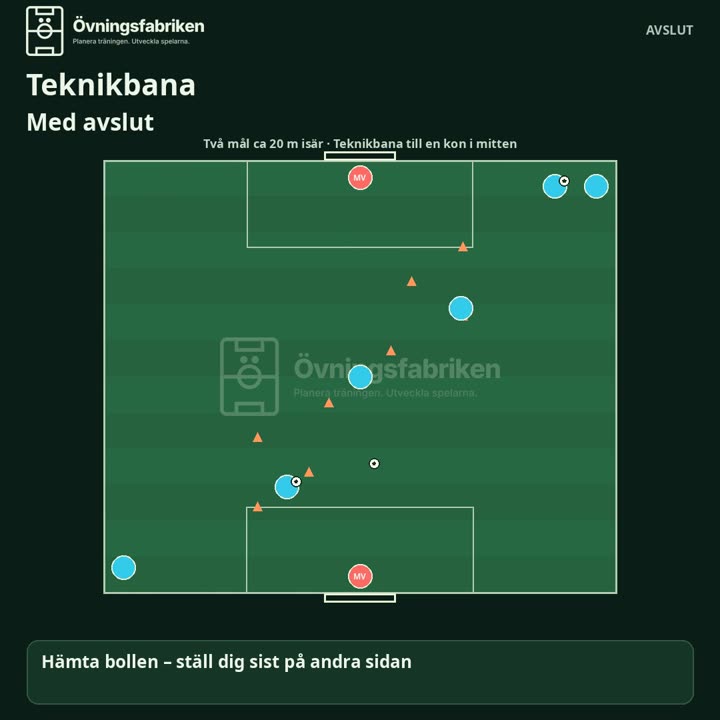 Övningsfabriken
Planera träningen. Utveckla spelarna.
AVSLUT
Teknikbana
Med avslut
Två mål ca 20 m isär · Teknikbana till en kon i mitten
MV
Övningsfabriken
Planera träningen. Utveckla spelarna.
MV
Hämta bollen – ställ dig sist på andra sidan